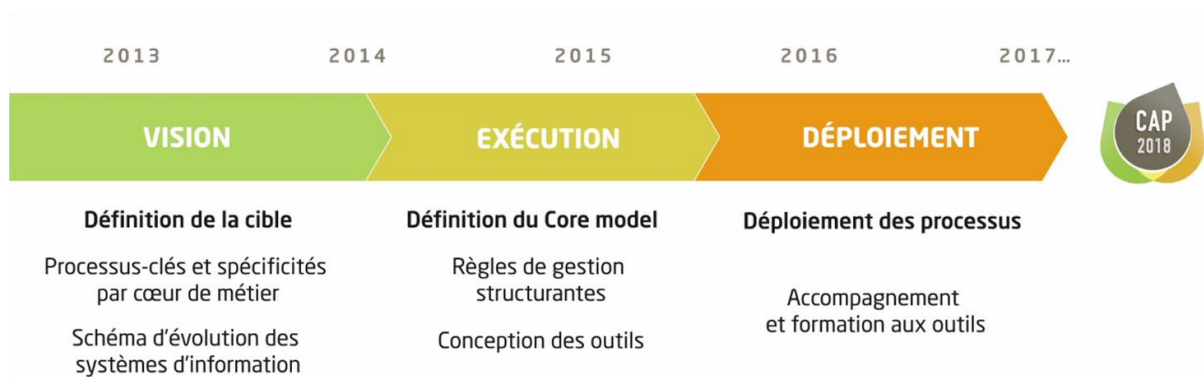 2013 2014 2015 2016 2017...
VISION EXÉCUTION DÉPLOIEMENT
CAP
2018
Définition de la cible
Processus-clés et spécificités
par cœur de métier
Schéma d'évolution des
systèmes d'information
Définition du Core model
Règles de gestion
structurantes
Conception des outils
Déploiement des processus
Accompagnement
et formation aux outils